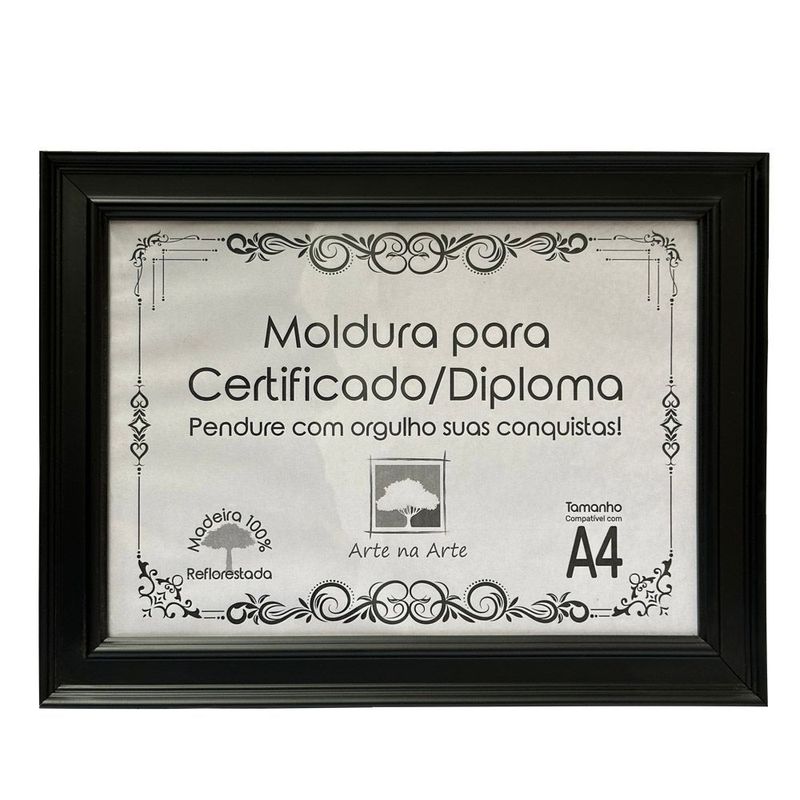 Moldura para
Certificado/Diploma
Pendure com orgulho suas conquistas!
Madeira 100%
Reflorestada
Arte na Arte
Tamanho
Compatível com
A4